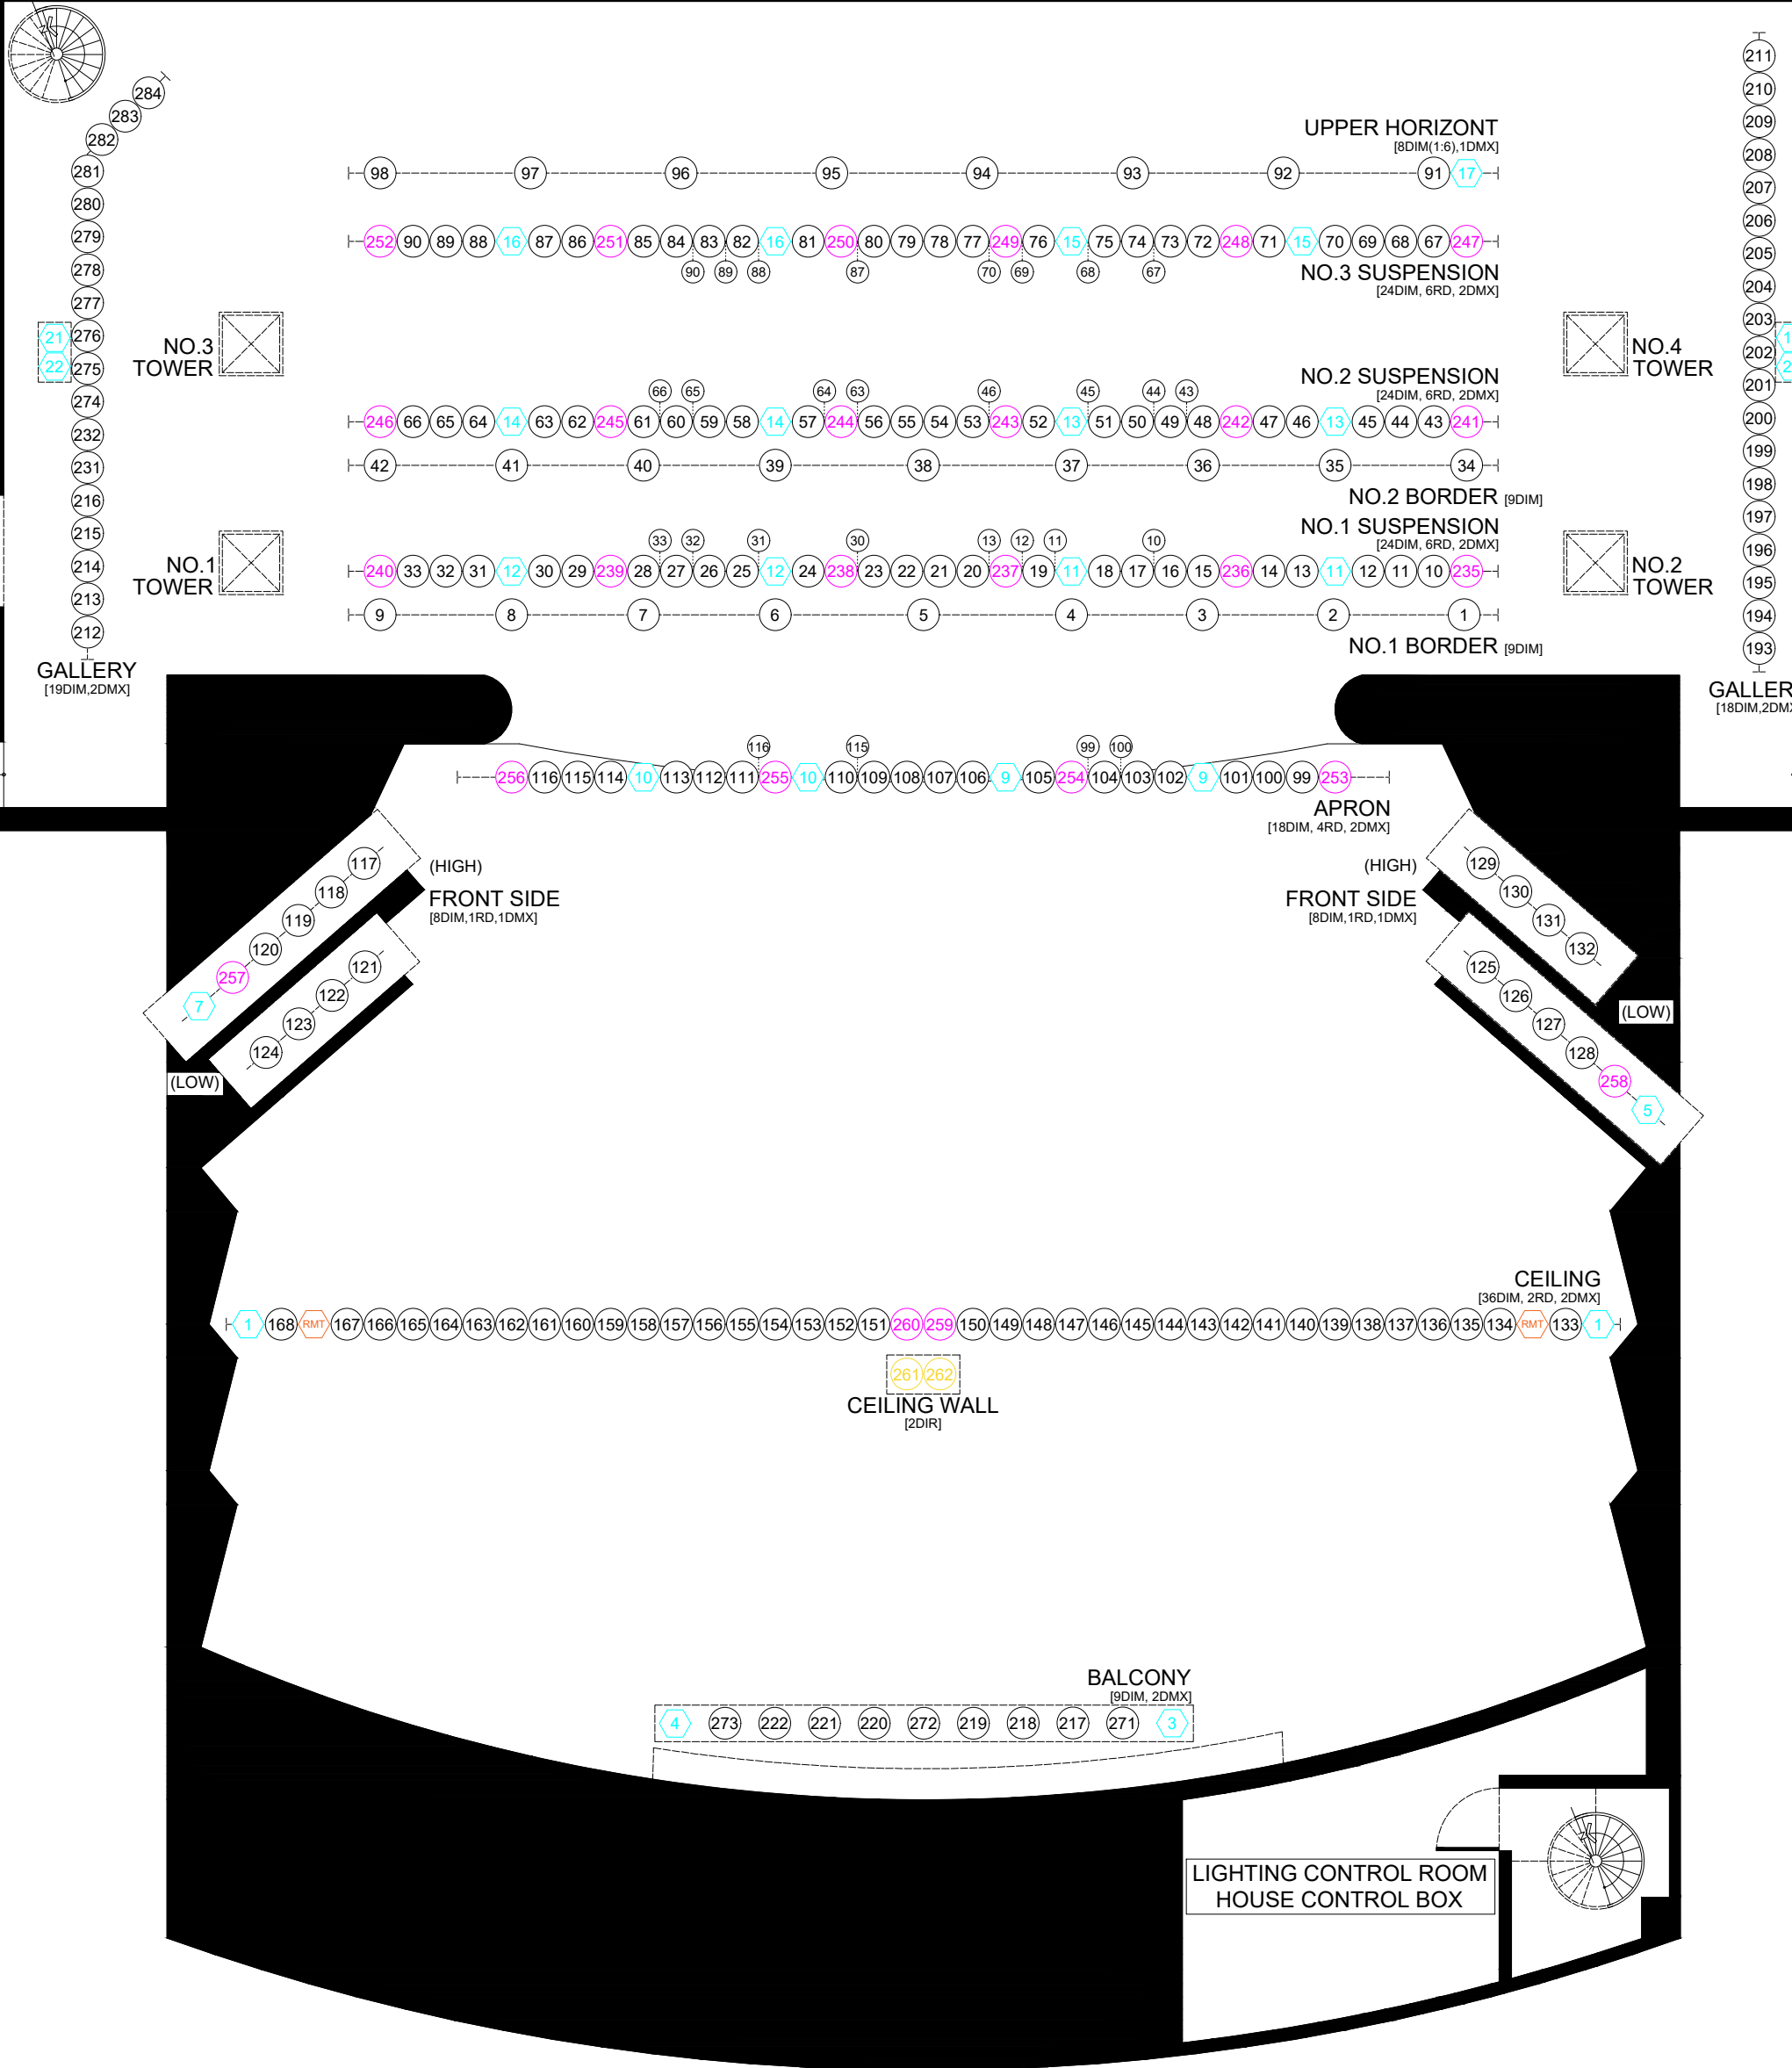 UPPER HORIZONT
[8DIM(1:6),1DMX]
98 97 96 95 94 93 92 91 17
252 90 89 88 16 87 86 251 85 84 83 82 16 81 250 80 79 78 77 249 76 15 75 74 73 72 248 71 15 70 69 68 67 247
90 89 88 87 70 69 68 67
NO.3 SUSPENSION
[24DIM, 6RD, 2DMX]
NO.3
TOWER
NO.4
TOWER
NO.2 SUSPENSION
[24DIM, 6RD, 2DMX]
66 65 64 63 46 45 44 43
246 66 65 64 14 63 62 245 61 60 59 58 14 57 244 56 55 54 53 243 52 13 51 50 49 48 242 47 46 13 45 44 43 241
42 41 40 39 38 37 36 35 34
NO.2 BORDER [9DIM]
NO.1 SUSPENSION
[24DIM, 6RD, 2DMX]
33 32 31 30 13 12 11 10
240 33 32 31 12 30 29 239 28 27 26 25 12 24 238 23 22 21 20 237 19 11 18 17 16 15 236 14 13 11 12 11 10 235
9 8 7 6 5 4 3 2 1
NO.1 BORDER [9DIM]
NO.1
TOWER
NO.2
TOWER
284
283
282
281
280
279
278
277
276
275
274
232
231
216
215
214
213
212
21
22
GALLERY
[19DIM,2DMX]
211
210
209
208
207
206
205
204
203
202
201
200
199
198
197
196
195
194
193
GALLER
[18DIM,2DM
116 115 99 100
256 116 115 114 10 113 112 111 255 10 110 109 108 107 106 9 105 254 104 103 102 9 101 100 99 253
APRON
[18DIM, 4RD, 2DMX]
(HIGH)
FRONT SIDE
[8DIM,1RD,1DMX]
117
118
119
120
257
7
121
122
123
124
(LOW)
(HIGH)
FRONT SIDE
[8DIM,1RD,1DMX]
129
130
131
132
125
126
127
128
258
5
(LOW)
CEILING
[36DIM, 2RD, 2DMX]
1 168 RMT 167 166 165 164 163 162 161 160 159 158 157 156 155 154 153 152 151 260 259 150 149 148 147 146 145 144 143 142 141 140 139 138 137 136 135 134 RMT 133 1
261 262
CEILING WALL
[2DIR]
BALCONY
[9DIM, 2DMX]
4 273 222 221 220 272 219 218 217 271 3
LIGHTING CONTROL ROOM
HOUSE CONTROL BOX